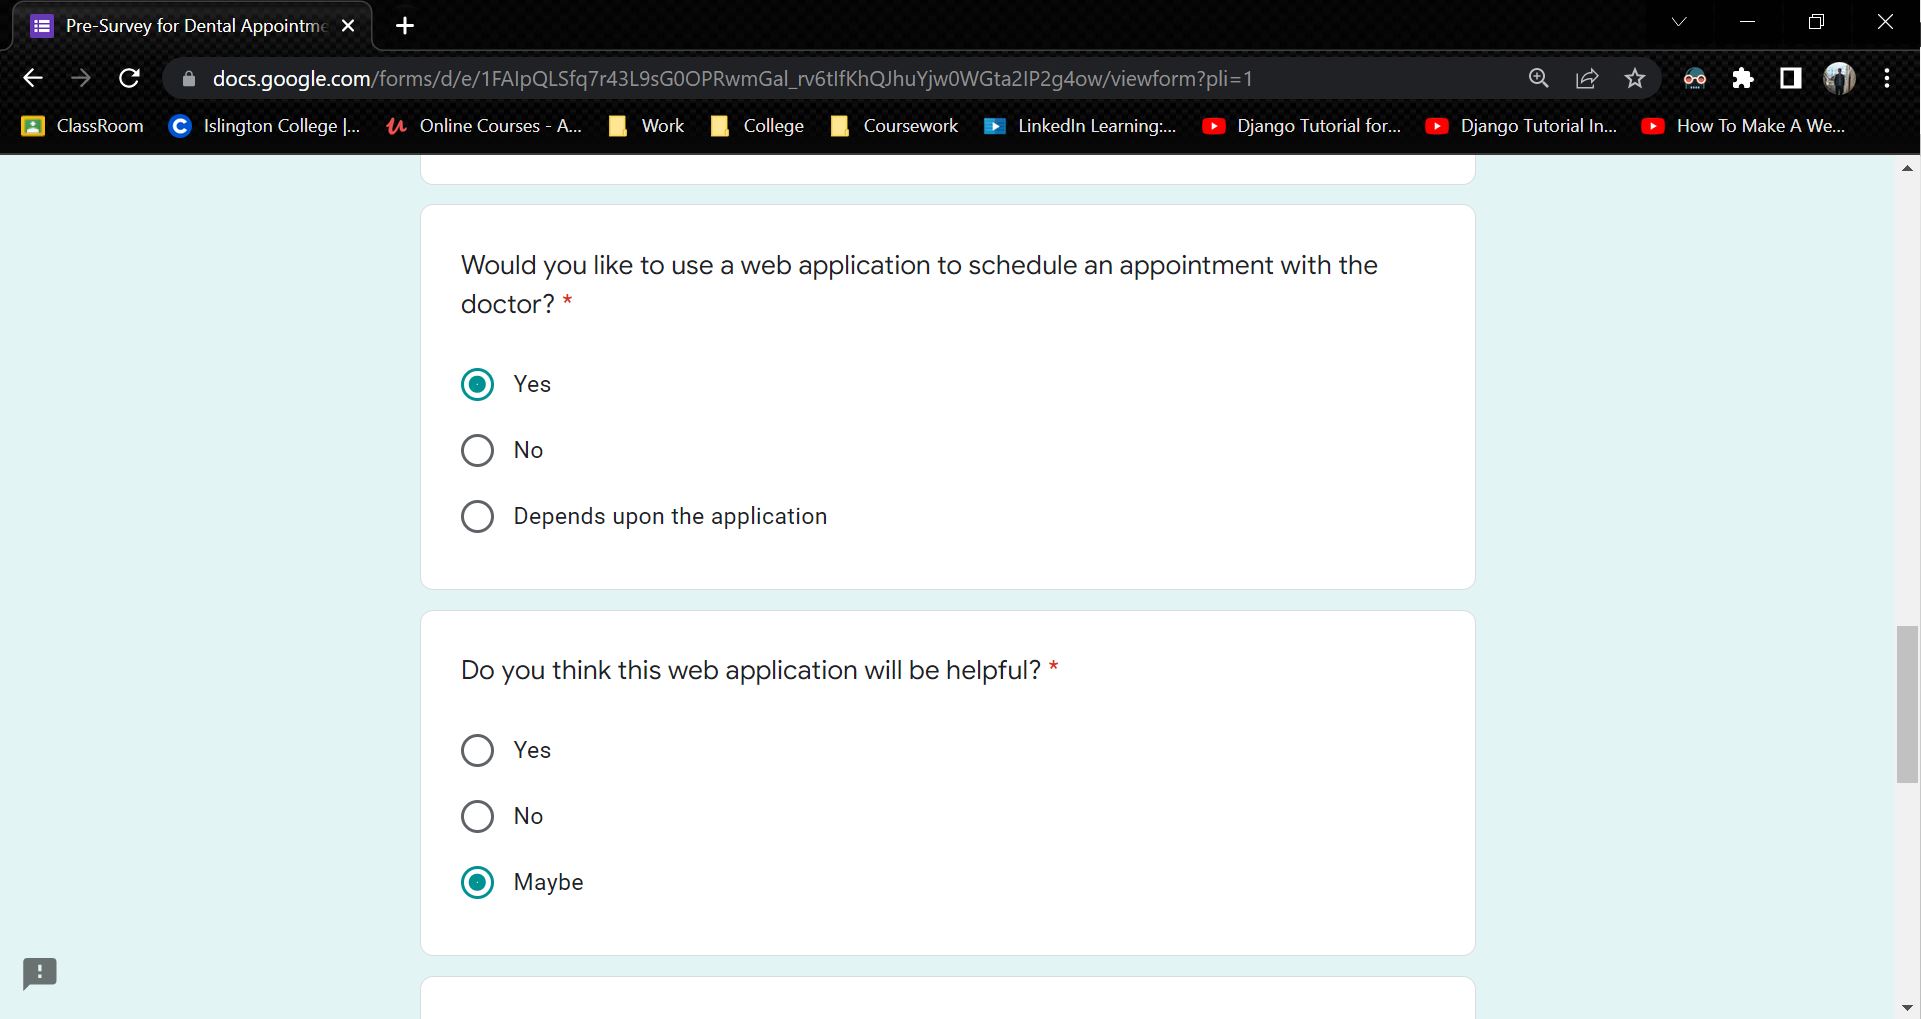 Pre-Survey for Dental Appointme
docs.google.com/forms/d/e/1FAIpQLSfq7r43L9sG0OPRwmGal_rv6tIfKhQJhuYjw0WGta2IP2g4ow/viewform?pli=1
ClassRoom
Islington College |...
Online Courses - A...
Work
College
Coursework
LinkedIn Learning:...
Django Tutorial for...
Django Tutorial In...
How To Make A We...
Would you like to use a web application to schedule an appointment with the
doctor? *
Yes
No
Depends upon the application
Do you think this web application will be helpful? *
Yes
No
Maybe